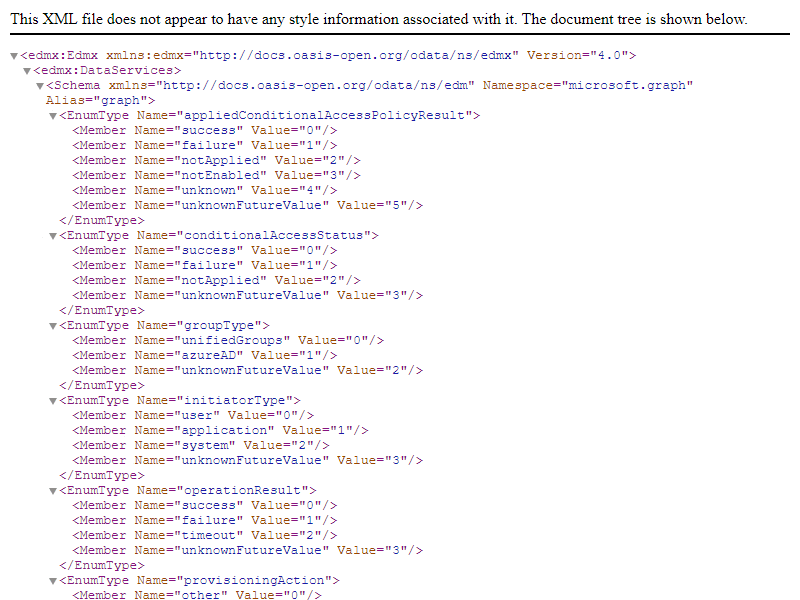 This XML file does not appear to have any style information associated with it. The document tree is shown below.
▼<edmx:Edmx xmlns:edmx="http://docs.oasis-open.org/odata/ns/edmx" Version="4.0">
▼<edmx:DataServices>
▼<Schema xmlns="http://docs.oasis-open.org/odata/ns/edm" Namespace="microsoft.graph"
Alias="graph">
▼<EnumType Name="appliedConditionalAccessPolicyResult">
<Member Name="success" Value="0"/>
<Member Name="failure" Value="1"/>
<Member Name="notApplied" Value="2"/>
<Member Name="notEnabled" Value="3"/>
<Member Name="unknown" Value="4"/>
<Member Name="unknownFutureValue" Value="5"/>
</EnumType>
▼<EnumType Name="conditionalAccessStatus">
<Member Name="success" Value="0"/>
<Member Name="failure" Value="1"/>
<Member Name="notApplied" Value="2"/>
<Member Name="unknownFutureValue" Value="3"/>
</EnumType>
▼<EnumType Name="groupType">
<Member Name="unifiedGroups" Value="0"/>
<Member Name="azureAD" Value="1"/>
<Member Name="unknownFutureValue" Value="2"/>
</EnumType>
▼<EnumType Name="initiatorType">
<Member Name="user" Value="0"/>
<Member Name="application" Value="1"/>
<Member Name="system" Value="2"/>
<Member Name="unknownFutureValue" Value="3"/>
</EnumType>
▼<EnumType Name="operationResult">
<Member Name="success" Value="0"/>
<Member Name="failure" Value="1"/>
<Member Name="timeout" Value="2"/>
<Member Name="unknownFutureValue" Value="3"/>
</EnumType>
▼<EnumType Name="provisioningAction">
<Member Name="other" Value="0"/>